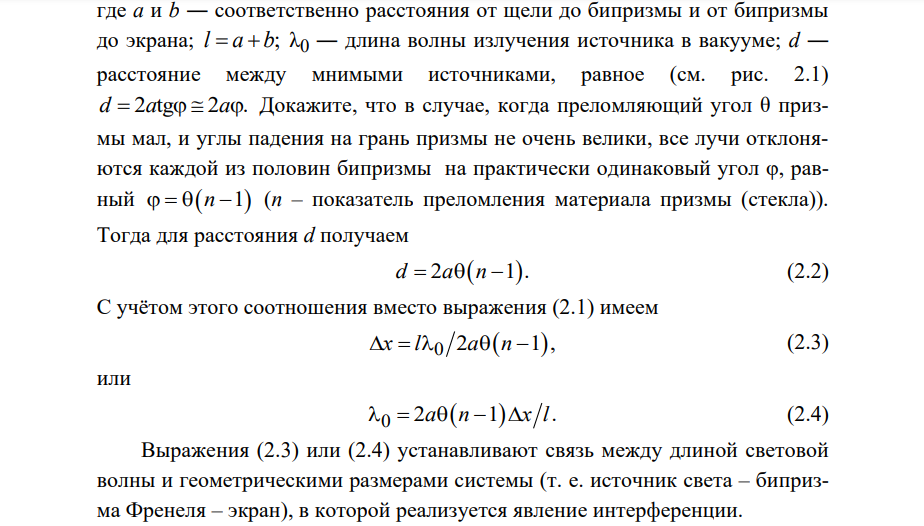 где a и b — соответственно расстояния от щели до бипризмы и от бипризмы
до экрана; l = a + b; λ0 — длина волны излучения источника в вакууме; d —
расстояние между мнимыми источниками, равное (см. рис. 2.1)
d = 2atgφ ≅ 2aφ. Докажите, что в случае, когда преломляющий угол θ приз-
мы мал, и углы падения на грань призмы не очень велики, все лучи отклоня-
ются каждой из половин бипризмы на практически одинаковый угол φ, рав-
ный φ = θ(n − 1) (n – показатель преломления материала призмы (стекла)).
Тогда для расстояния d получаем
d = 2aθ(n − 1). (2.2)
С учётом этого соотношения вместо выражения (2.1) имеем
Δx = lλ0/2aθ(n − 1), (2.3)
или
λ0 = 2aθ(n − 1)Δx/l. (2.4)
Выражения (2.3) или (2.4) устанавливают связь между длиной световой
волны и геометрическими размерами системы (т. е. источник света – биприз-
ма Френеля – экран), в которой реализуется явление интерференции.